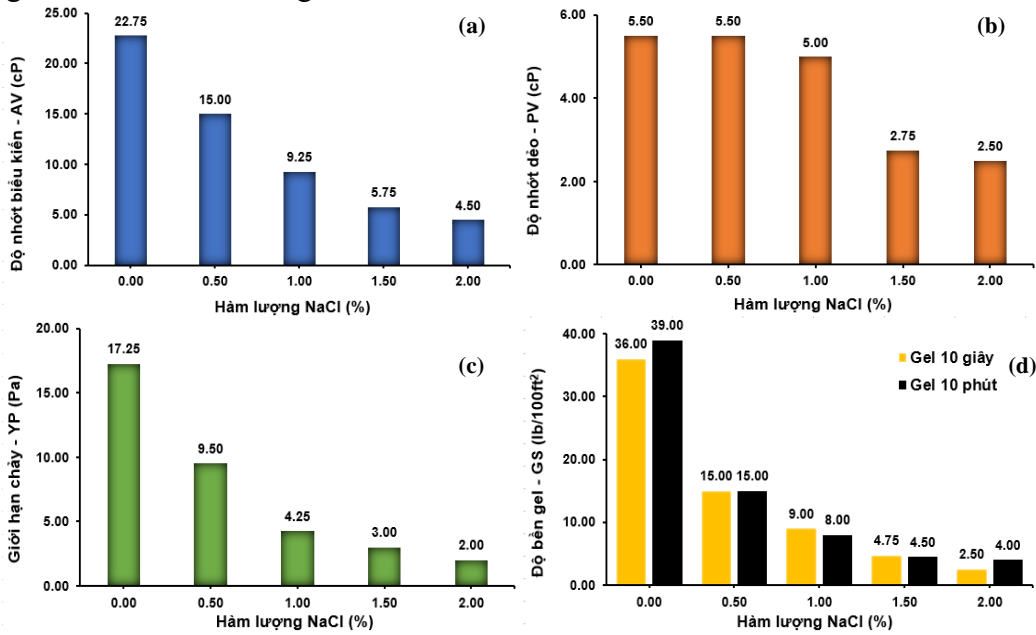 25.00
20.00
15.00
10.00
5.00
0.00
Độ nhớt biểu kiến - AV (cP)
22.75
15.00
9.25
5.75
4.50
(a)
0.00 0.50 1.00 1.50 2.00
Hàm lượng NaCl (%)
6.00
4.00
2.00
0.00
Độ nhớt dẻo - PV (cP)
5.50
5.50
5.00
2.75
2.50
(b)
0.00 0.50 1.00 1.50 2.00
Hàm lượng NaCl (%)
20.00
15.00
10.00
5.00
0.00
Giới hạn chảy - YP (Pa)
17.25
9.50
4.25
3.00
2.00
(c)
0.00 0.50 1.00 1.50 2.00
Hàm lượng NaCl (%)
40.00
30.00
20.00
10.00
0.00
Độ bền gel - GS (lb/100ft²)
36.00
39.00
15.00 15.00
9.00
8.00
4.75 4.50
2.50
4.00
Gel 10 giây
Gel 10 phút
(d)
0.00 0.50 1.00 1.50 2.00
Hàm lượng NaCl (%)